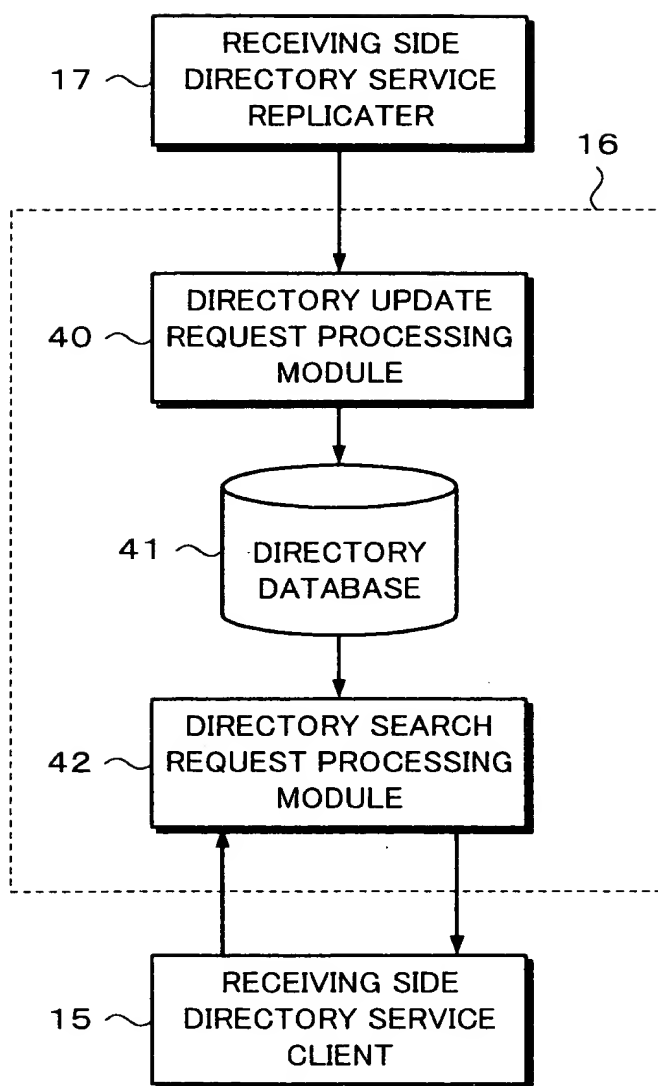 RECEIVING SIDE
17
DIRECTORY SERVICE
REPLICATER
16
DIRECTORY UPDATE
40
REQUEST PROCESSING
MODULE
41
DIRECTORY
DATABASE
DIRECTORY SEARCH
42
REQUEST PROCESSING
MODULE
RECEIVING SIDE
15
DIRECTORY SERVICE
CLIENT